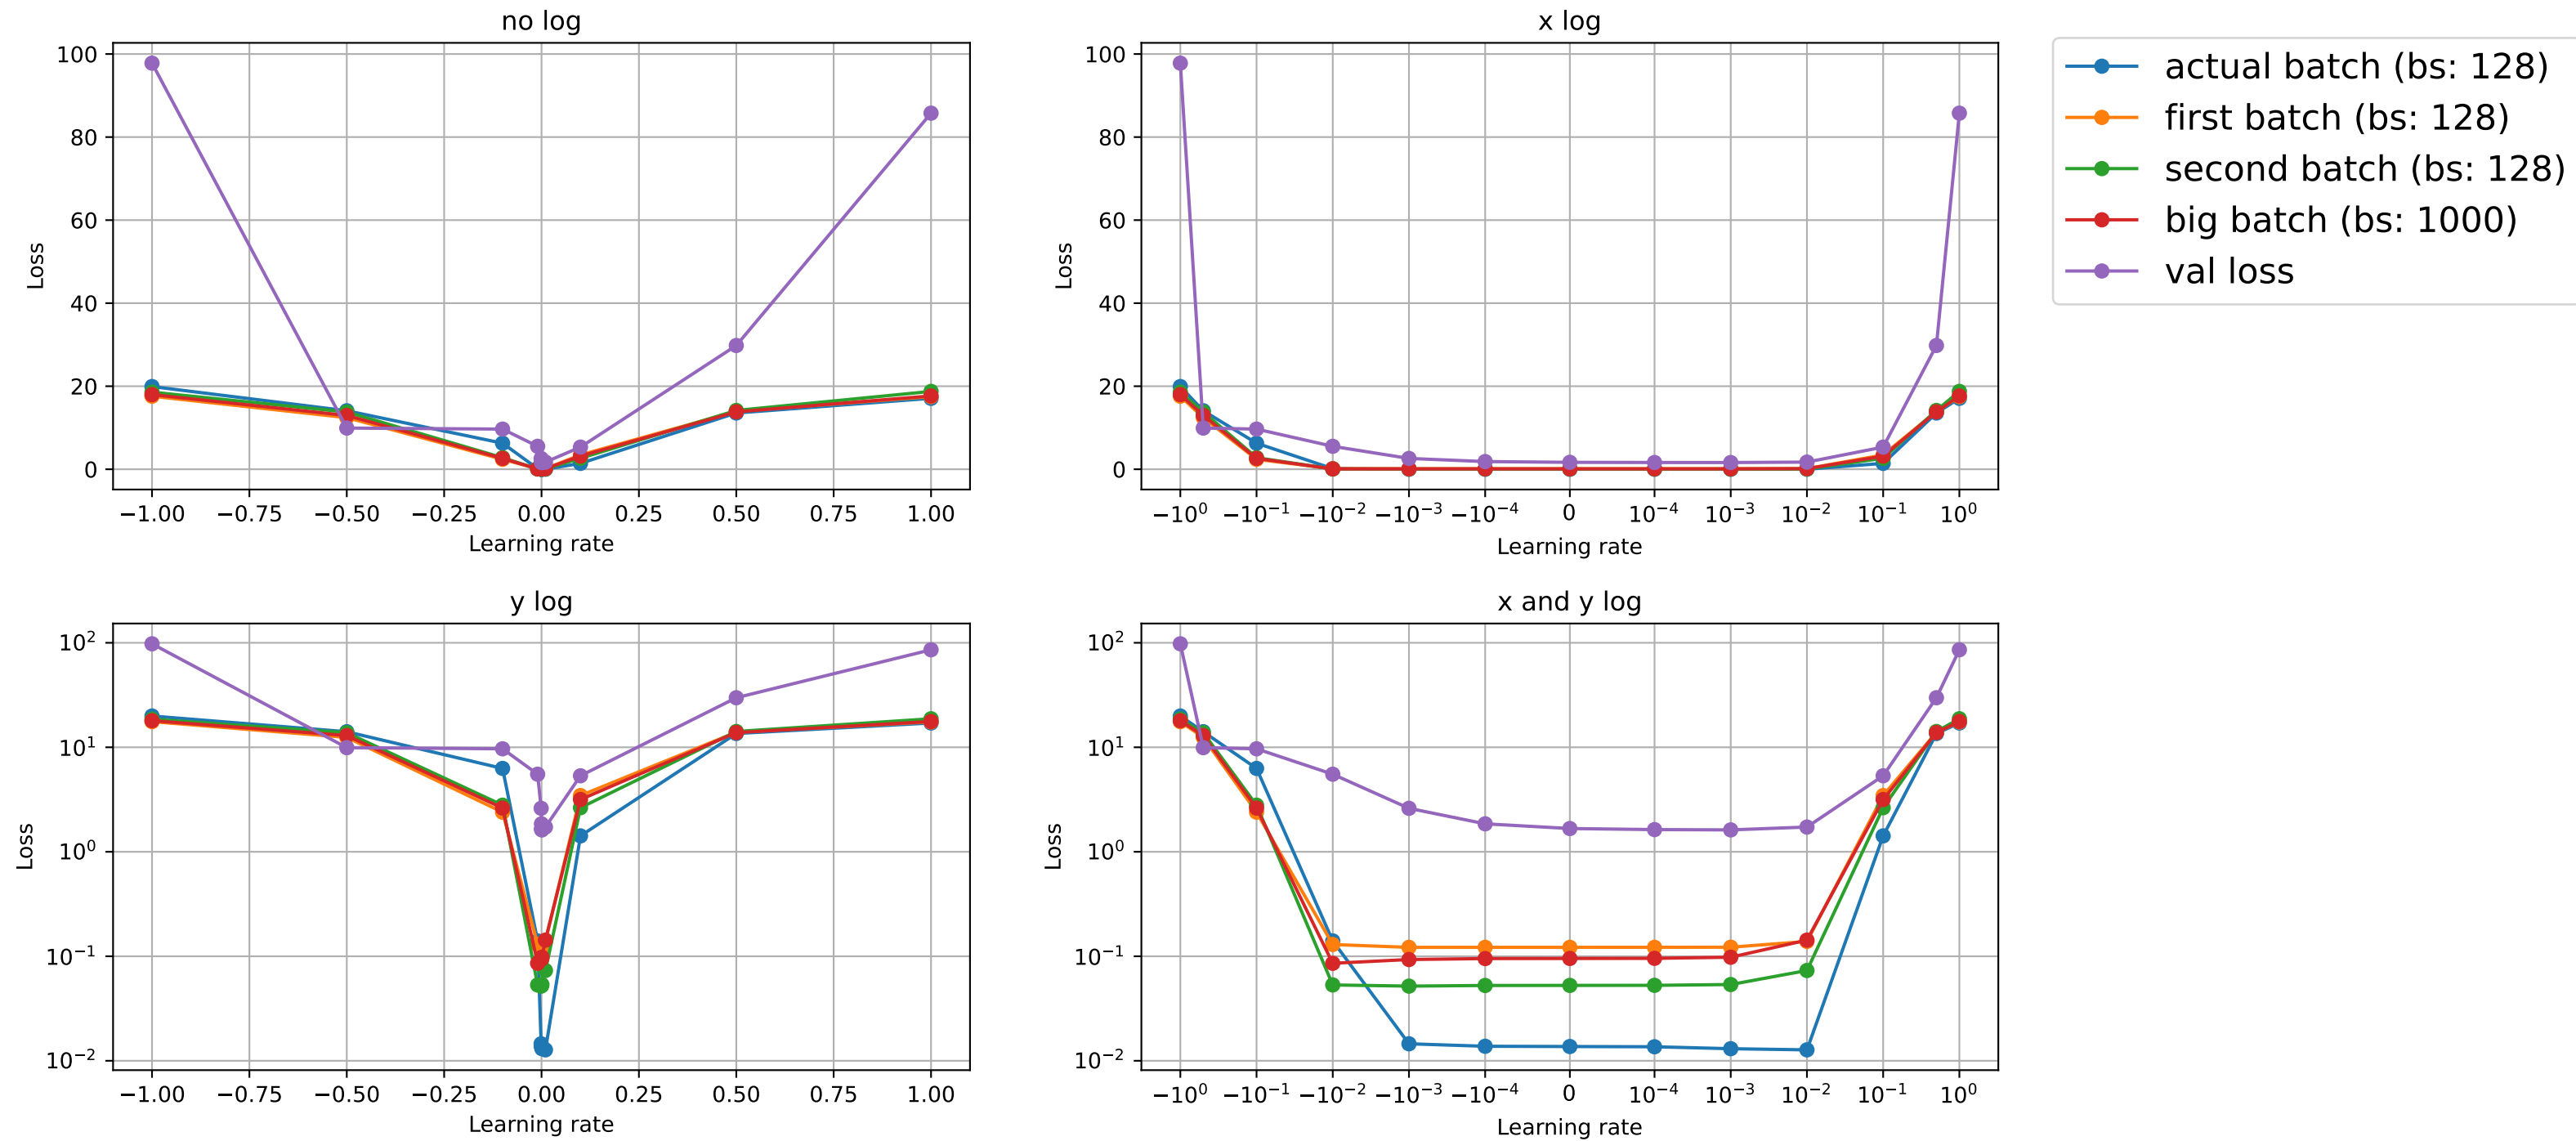 no log
100
80
60
40
20
0
Loss
−1.00 −0.75 −0.50 −0.25 0.00 0.25 0.50 0.75 1.00
Learning rate
x log
100
80
60
40
20
0
Loss
−10⁰ −10⁻¹ −10⁻² −10⁻³ −10⁻⁴ 0 10⁻⁴ 10⁻³ 10⁻² 10⁻¹ 10⁰
Learning rate
actual batch (bs: 128)
first batch (bs: 128)
second batch (bs: 128)
big batch (bs: 1000)
val loss
y log
10²
10¹
10⁰
10⁻¹
10⁻²
Loss
−1.00 −0.75 −0.50 −0.25 0.00 0.25 0.50 0.75 1.00
Learning rate
x and y log
10²
10¹
10⁰
10⁻¹
10⁻²
Loss
−10⁰ −10⁻¹ −10⁻² −10⁻³ −10⁻⁴ 0 10⁻⁴ 10⁻³ 10⁻² 10⁻¹ 10⁰
Learning rate